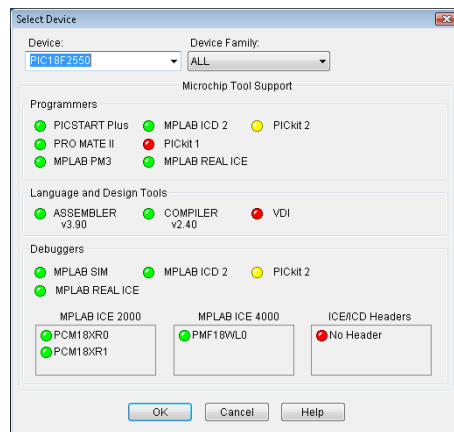 Select Device
Device: Device Family:
PIC18F2550 ALL
Microchip Tool Support
Programmers
PICSTART Plus MPLAB ICD 2 PICkit 2
PRO MATE II PICkit 1
MPLAB PM3 MPLAB REAL ICE
Language and Design Tools
ASSEMBLER COMPILER VDI
v3.90 v2.40
Debuggers
MPLAB SIM MPLAB ICD 2 PICkit 2
MPLAB REAL ICE
MPLAB ICE 2000 MPLAB ICE 4000 ICE/ICD Headers
PCM18XR0 PMF18WL0 No Header
PCM18XR1
OK Cancel Help